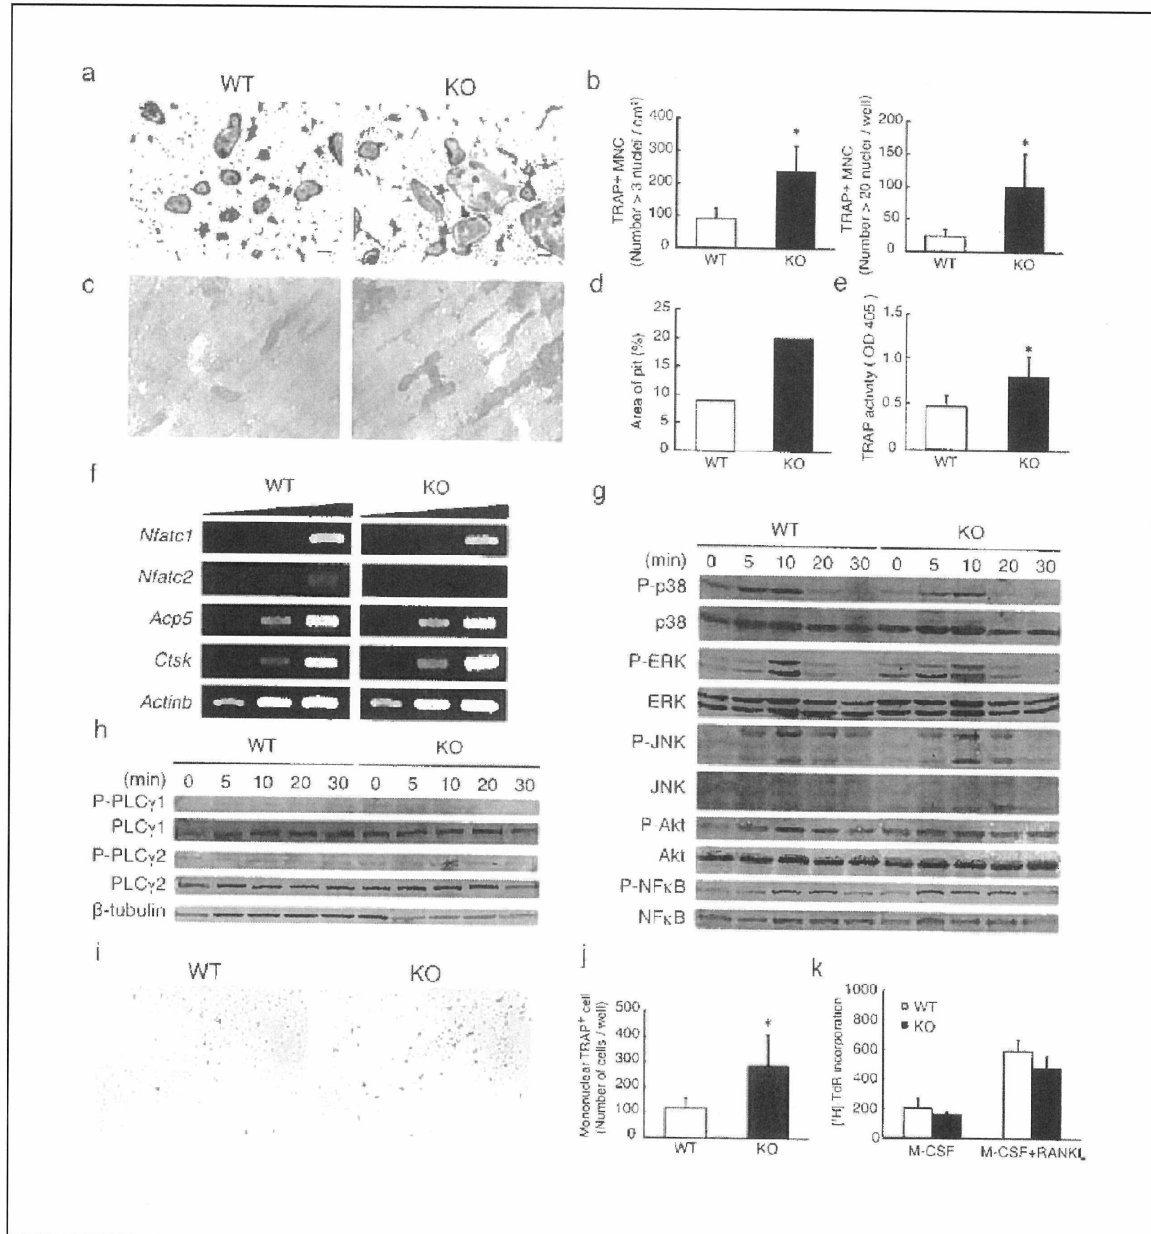 a
WT
KO
b
TRAP+ MNC
(Number > 3 nuclei / cm²)
400
300
200
100
0
*
WT
KO
TRAP+ MNC
(Number > 20 nuclei / well)
200
150
100
50
0
*
WT
KO
c
d
Area of pit (%)
25
20
15
10
5
0
WT
KO
e
TRAP activity ( OD 405 )
1.5
1.0
0.5
0
*
WT
KO
f
WT
KO
Nfatc1
Nfatc2
Acp5
Ctsk
Actinb
g
WT
KO
(min) 0 5 10 20 30 0 5 10 20 30
P-p38
p38
P-ERK
ERK
P-JNK
JNK
P-Akt
Akt
P-NFκB
NFκB
h
WT
KO
(min) 0 5 10 20 30 0 5 10 20 30
P-PLCγ1
PLCγ1
P-PLCγ2
PLCγ2
β-tubulin
i
WT
KO
j
Mononuclear TRAP⁺ cell
(Number of cells / well)
500
400
300
200
100
0
*
WT
KO
k
[³H]-TdR incorporation
1000
800
600
400
200
0
WT
KO
M-CSF
M-CSF+RANKL